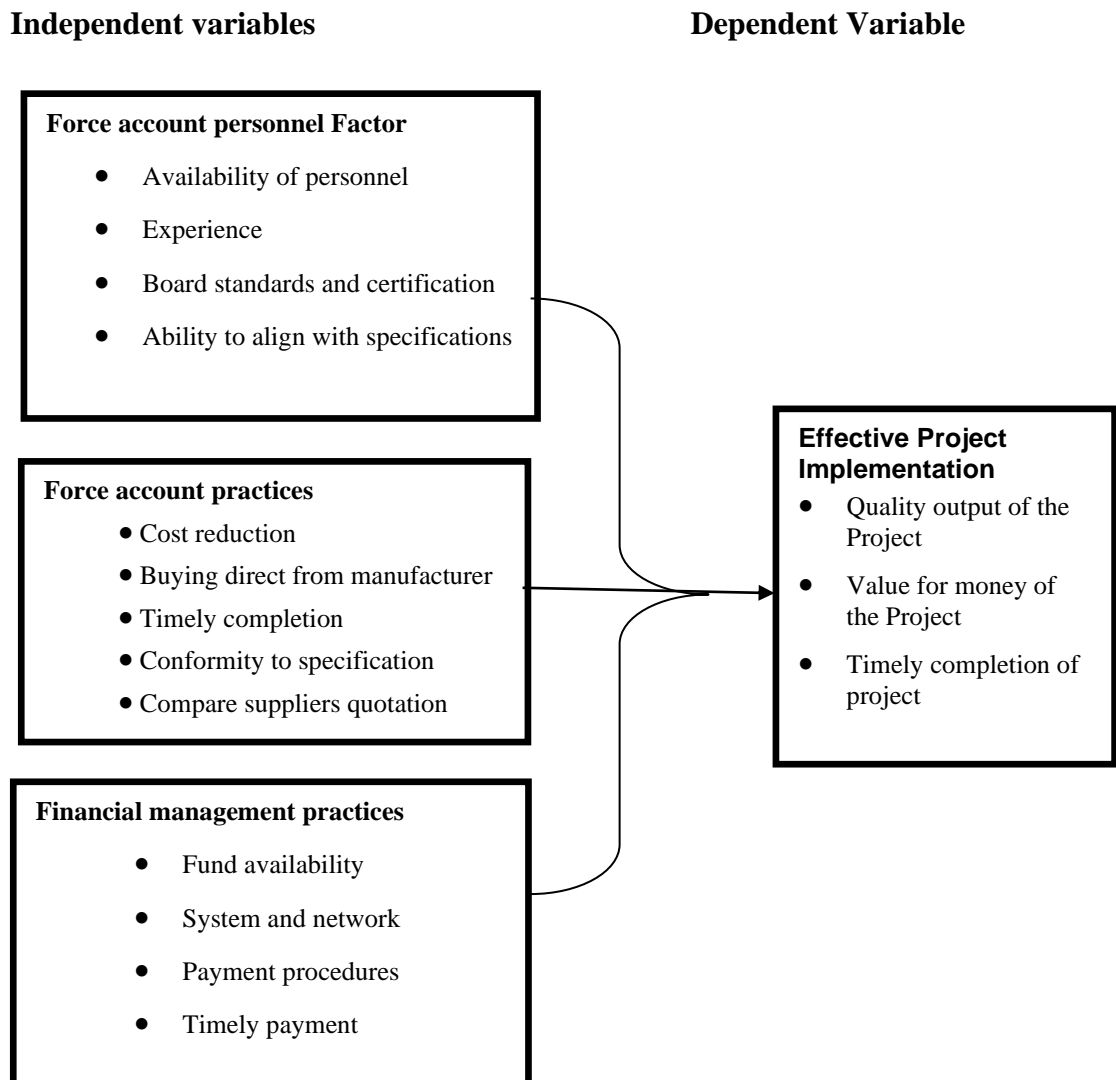 Independent variables
Dependent Variable
Force account personnel Factor
• Availability of personnel
• Experience
• Board standards and certification
• Ability to align with specifications
Force account practices
• Cost reduction
• Buying direct from manufacturer
• Timely completion
• Conformity to specification
• Compare suppliers quotation
Financial management practices
• Fund availability
• System and network
• Payment procedures
• Timely payment
Effective Project
Implementation
• Quality output of the
Project
• Value for money of
the Project
• Timely completion of
project